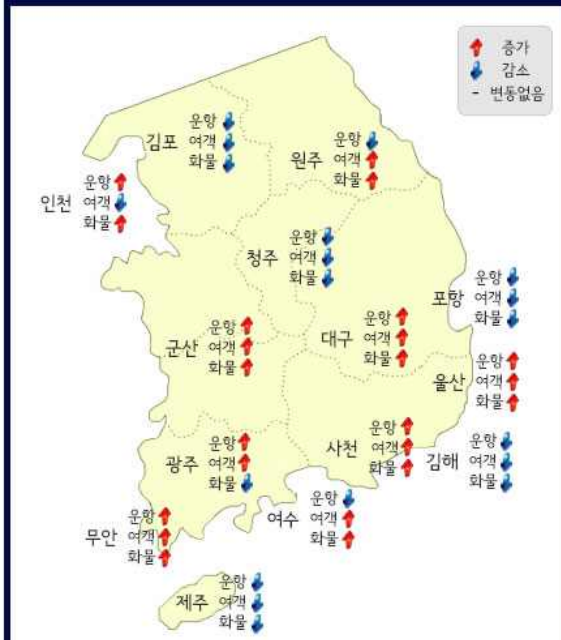 증가
감소
- 변동없음
김포
운항
여객
화물
원주
운항
여객
화물
인천
운항
여객
화물
청주
운항
여객
화물
포항
운항
여객
화물
군산
운항
여객
화물
대구
운항
여객
화물
울산
운항
여객
화물
광주
운항
여객
화물
사천
운항
여객
화물
김해
운항
여객
화물
여수
운항
여객
화물
무안
운항
여객
화물
제주
운항
여객
화물